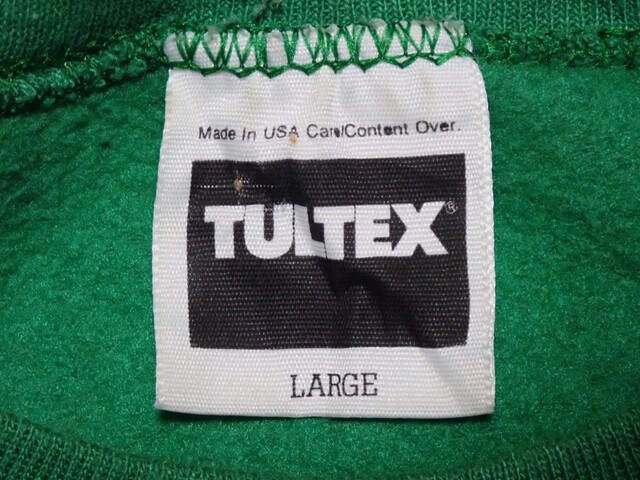 Made In USA Care/Content Over.
TULTEX®
LARGE